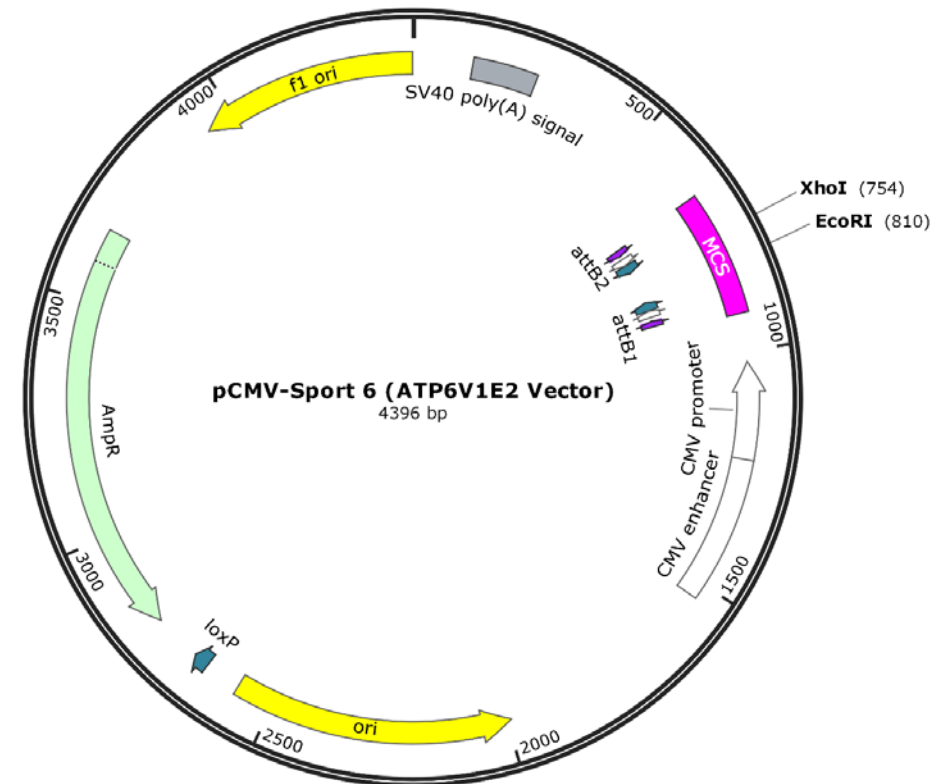 f1 ori
SV40 poly(A) signal
500
4000
XhoI (754)
EcoRI (810)
MCS
attB2
attB1
1000
3500
pCMV-Sport 6 (ATP6V1E2 Vector)
4396 bp
CMV promoter
AmpR
CMV enhancer
3000
1500
loxP
ori
2500
2000